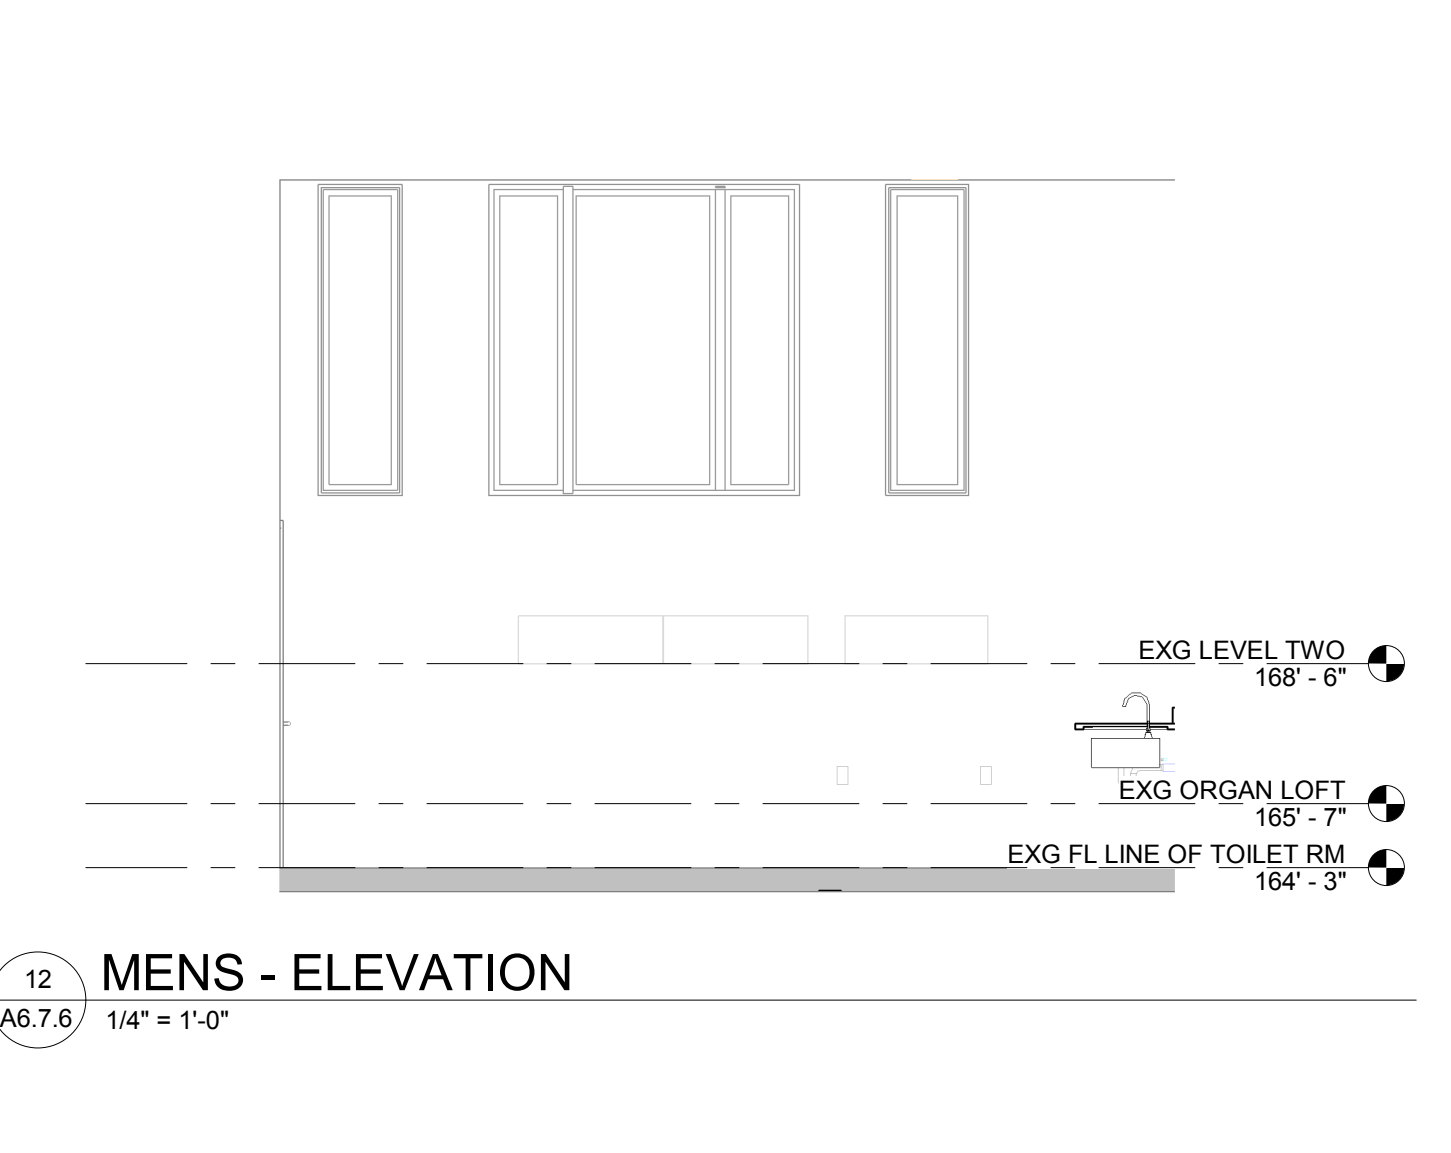 EXG LEVEL TWO
168' - 6"
EXG ORGAN LOFT
165' - 7"
EXG FL LINE OF TOILET RM
164' - 3"
12
MENS - ELEVATION
A6.7.6
1/4" = 1'-0"